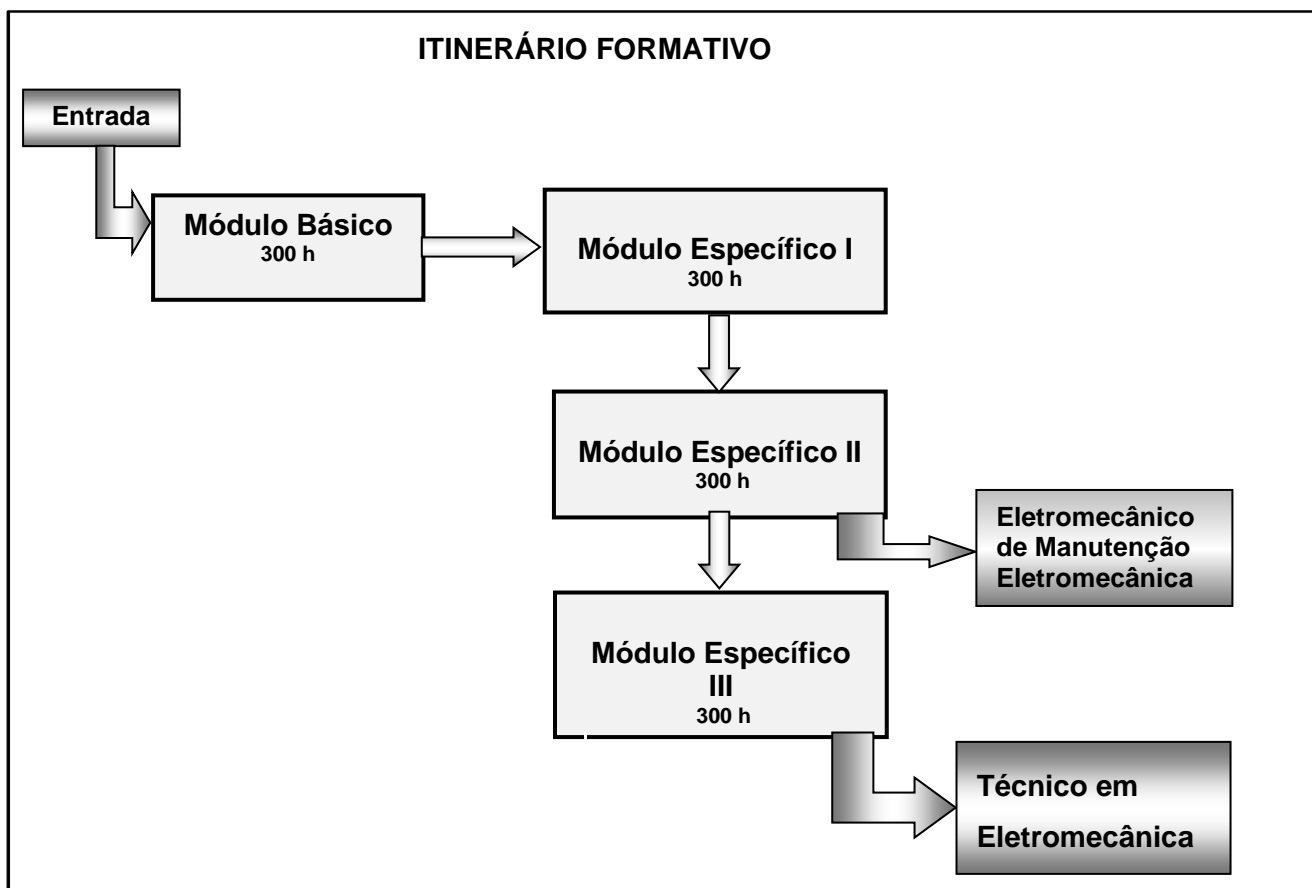 ITINERÁRIO FORMATIVO
Entrada
Módulo Básico
300 h
Módulo Específico I
300 h
Módulo Específico II
300 h
Eletromecânico
de Manutenção
Eletromecânica
Módulo Específico
III
300 h
Técnico em
Eletromecânica